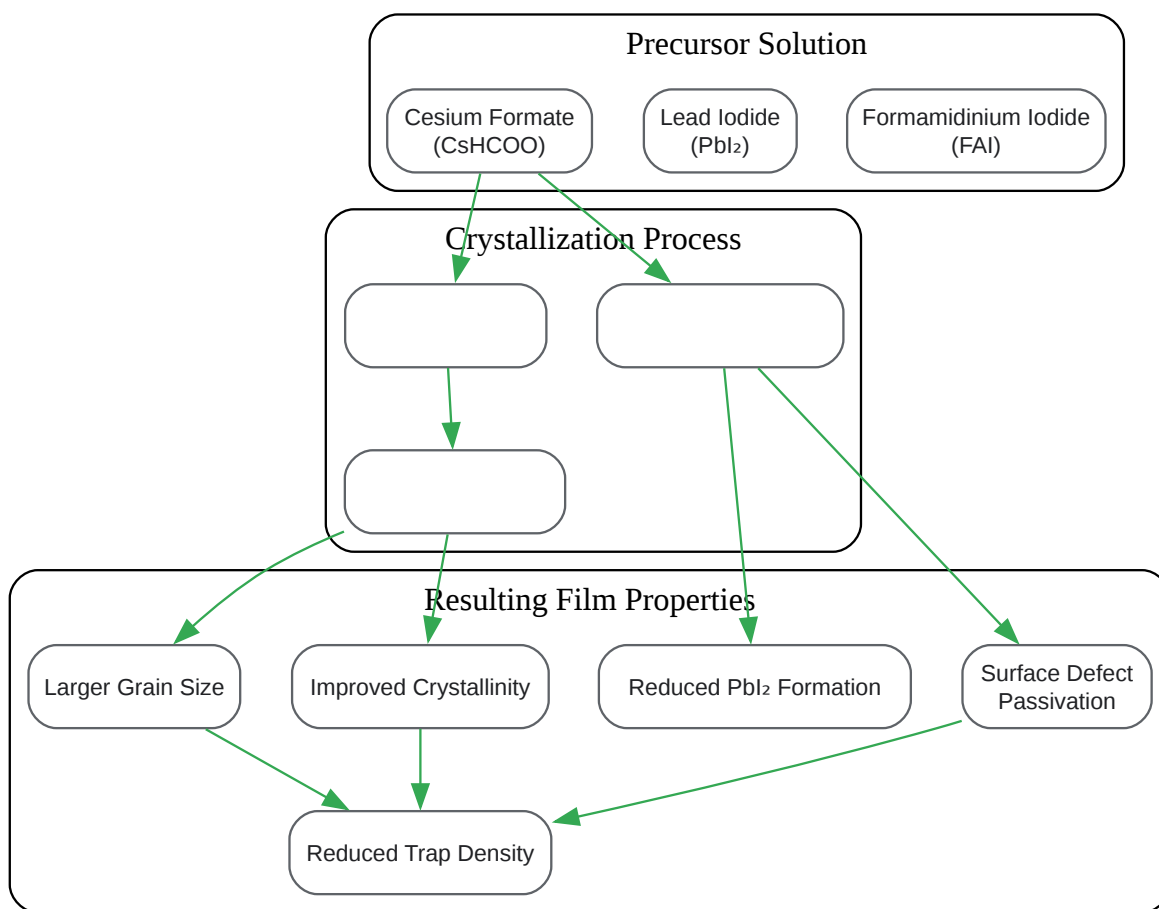 Precursor Solution
Cesium Formate
(CsHCOO)
Lead Iodide
(PbI₂)
Formamidinium Iodide
(FAI)
Crystallization Process
Resulting Film Properties
Larger Grain Size
Improved Crystallinity
Reduced PbI₂ Formation
Surface Defect
Passivation
Reduced Trap Density